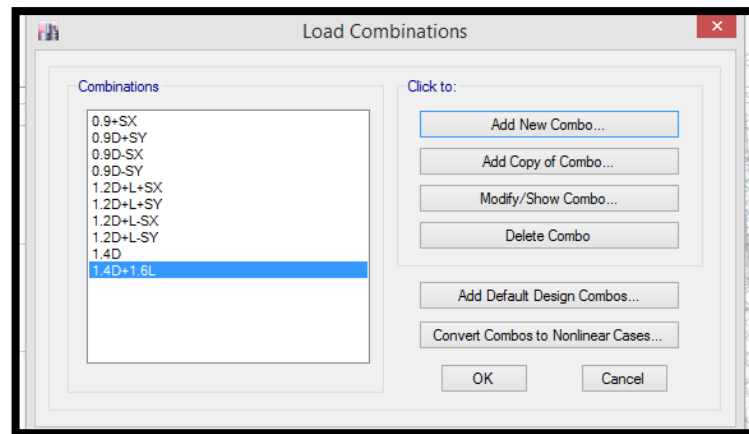 Load Combinations
Combinations
0.9+SX
0.9D+SY
0.9D-SX
0.9D-SY
1.2D+L+SX
1.2D+L+SY
1.2D+L-SX
1.2D+L-SY
1.4D
1.4D+1.6L
Click to:
Add New Combo...
Add Copy of Combo...
Modify/Show Combo...
Delete Combo
Add Default Design Combos...
Convert Combos to Nonlinear Cases...
OK Cancel